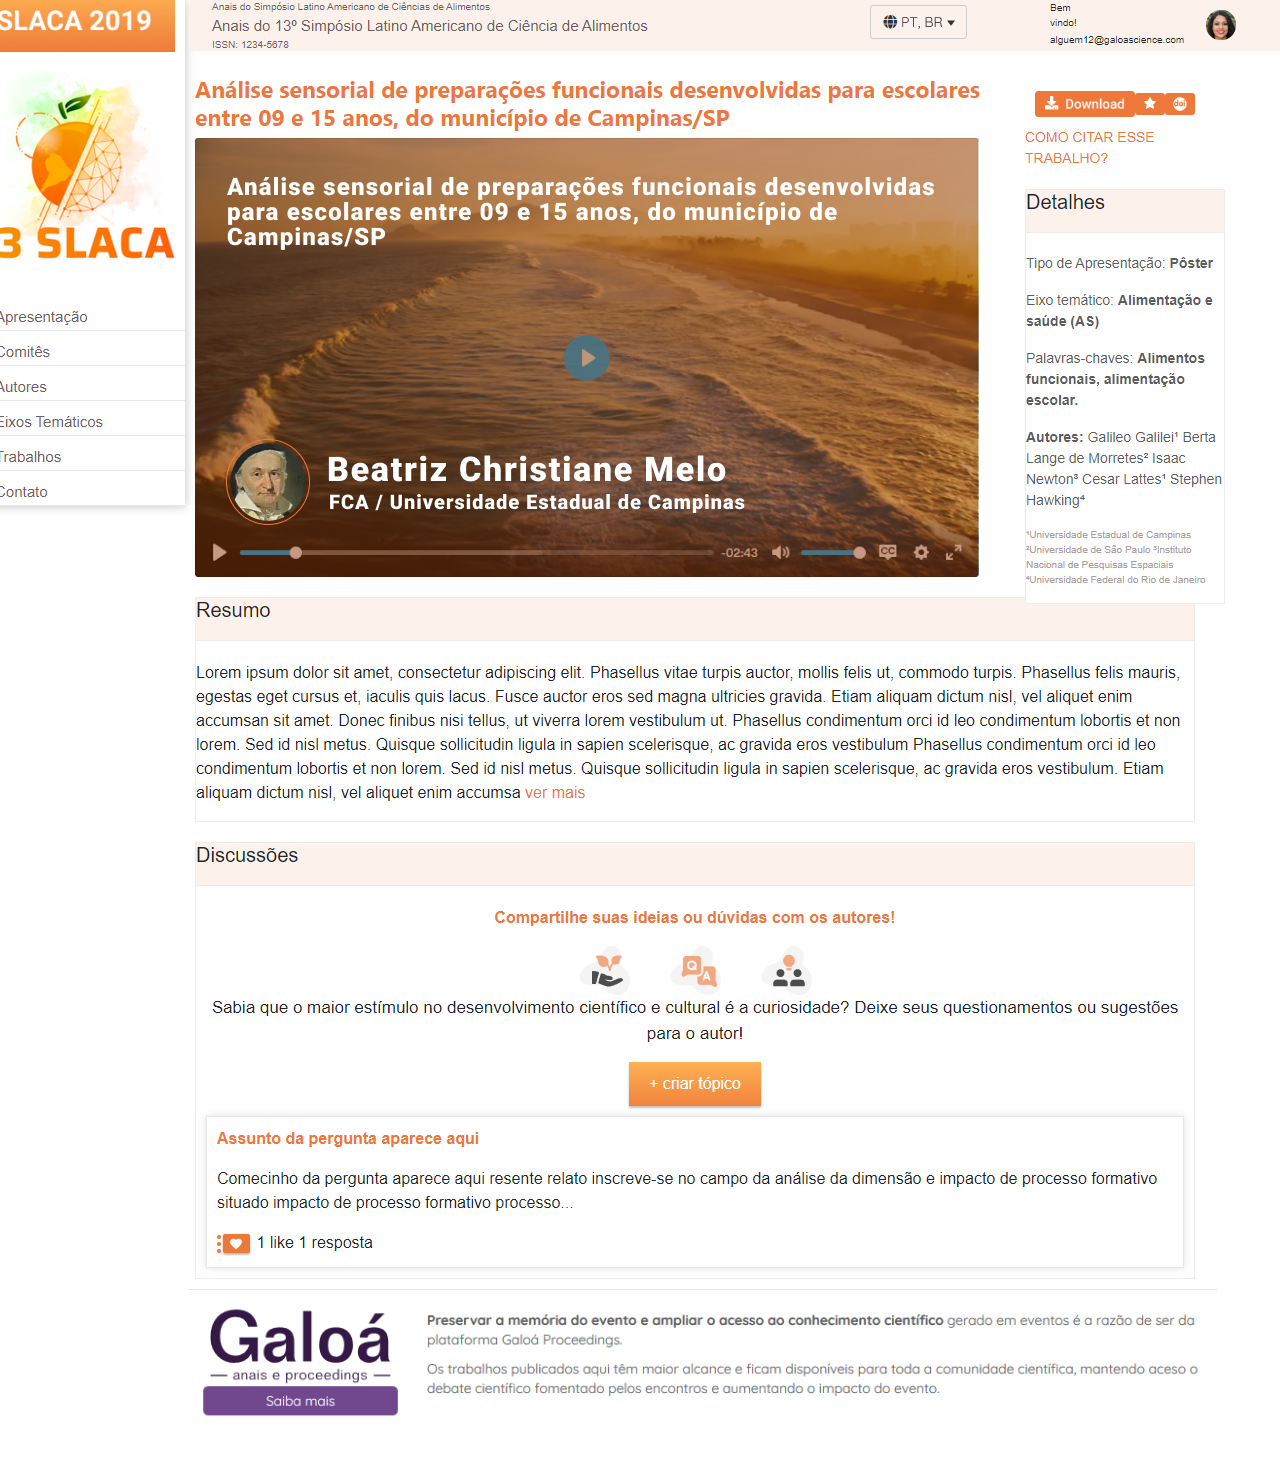 SLACA 2019
Anais do Simpósio Latino Americano de Ciências de Alimentos
Anais do 13º Simpósio Latino Americano de Ciência de Alimentos
ISSN: 1234-5678
PT, BR
Bem
vindo!
alguem12@galoascience.com
3 SLACA
Apresentação
Comitês
Autores
Eixos Temáticos
Trabalhos
Contato
Análise sensorial de preparações funcionais desenvolvidas para escolares
entre 09 e 15 anos, do município de Campinas/SP
Análise sensorial de preparações funcionais desenvolvidas
para escolares entre 09 e 15 anos, do município de
Campinas/SP
Beatriz Christiane Melo
FCA / Universidade Estadual de Campinas
-02:43
CC
Download
doi
COMO CITAR ESSE
TRABALHO?
Detalhes
Tipo de Apresentação: Pôster
Eixo temático: Alimentação e
saúde (AS)
Palavras-chaves: Alimentos
funcionais, alimentação
escolar.
Autores: Galileo Galilei¹ Berta
Lange de Morretes² Isaac
Newton³ Cesar Lattes¹ Stephen
Hawking⁴
¹Universidade Estadual de Campinas
²Universidade de São Paulo ³Instituto
Nacional de Pesquisas Espaciais
⁴Universidade Federal do Rio de Janeiro
Resumo
Lorem ipsum dolor sit amet, consectetur adipiscing elit. Phasellus vitae turpis auctor, mollis felis ut, commodo turpis. Phasellus felis mauris,
egestas eget cursus et, iaculis quis lacus. Fusce auctor eros sed magna ultricies gravida. Etiam aliquam dictum nisl, vel aliquet enim
accumsan sit amet. Donec finibus nisi tellus, ut viverra lorem vestibulum ut. Phasellus condimentum orci id leo condimentum lobortis et non
lorem. Sed id nisl metus. Quisque sollicitudin ligula in sapien scelerisque, ac gravida eros vestibulum Phasellus condimentum orci id leo
condimentum lobortis et non lorem. Sed id nisl metus. Quisque sollicitudin ligula in sapien scelerisque, ac gravida eros vestibulum. Etiam
aliquam dictum nisl, vel aliquet enim accumsa ver mais
Discussões
Compartilhe suas ideias ou dúvidas com os autores!
Q A
Sabia que o maior estímulo no desenvolvimento científico e cultural é a curiosidade? Deixe seus questionamentos ou sugestões
para o autor!
+ criar tópico
Assunto da pergunta aparece aqui
Comecinho da pergunta aparece aqui resente relato inscreve-se no campo da análise da dimensão e impacto de processo formativo
situado impacto de processo formativo processo...
1 like 1 resposta
Galoá
anais e proceedings
Saiba mais
Preservar a memória do evento e ampliar o acesso ao conhecimento científico gerado em eventos é a razão de ser da
plataforma Galoá Proceedings.
Os trabalhos publicados aqui têm maior alcance e ficam disponíveis para toda a comunidade científica, mantendo aceso o
debate científico fomentado pelos encontros e aumentando o impacto do evento.